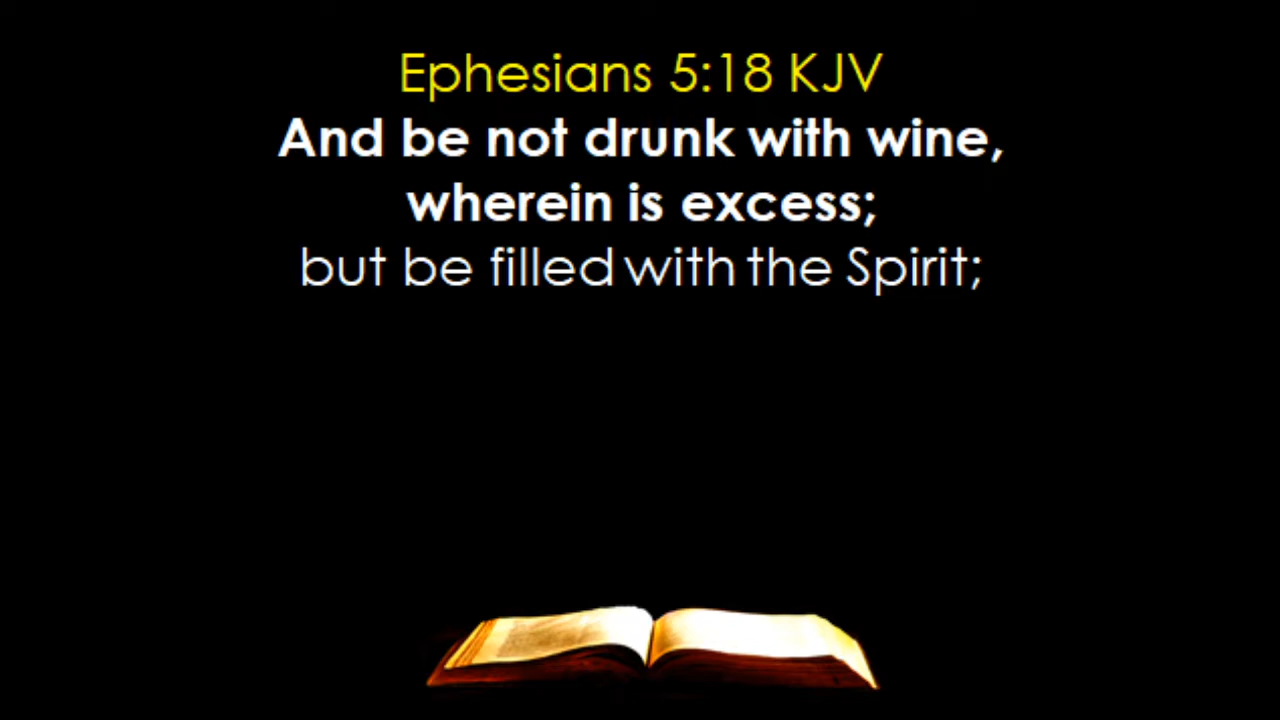 Ephesians 5:18 KJV
And be not drunk with wine,
wherein is excess;
but be filled with the Spirit;